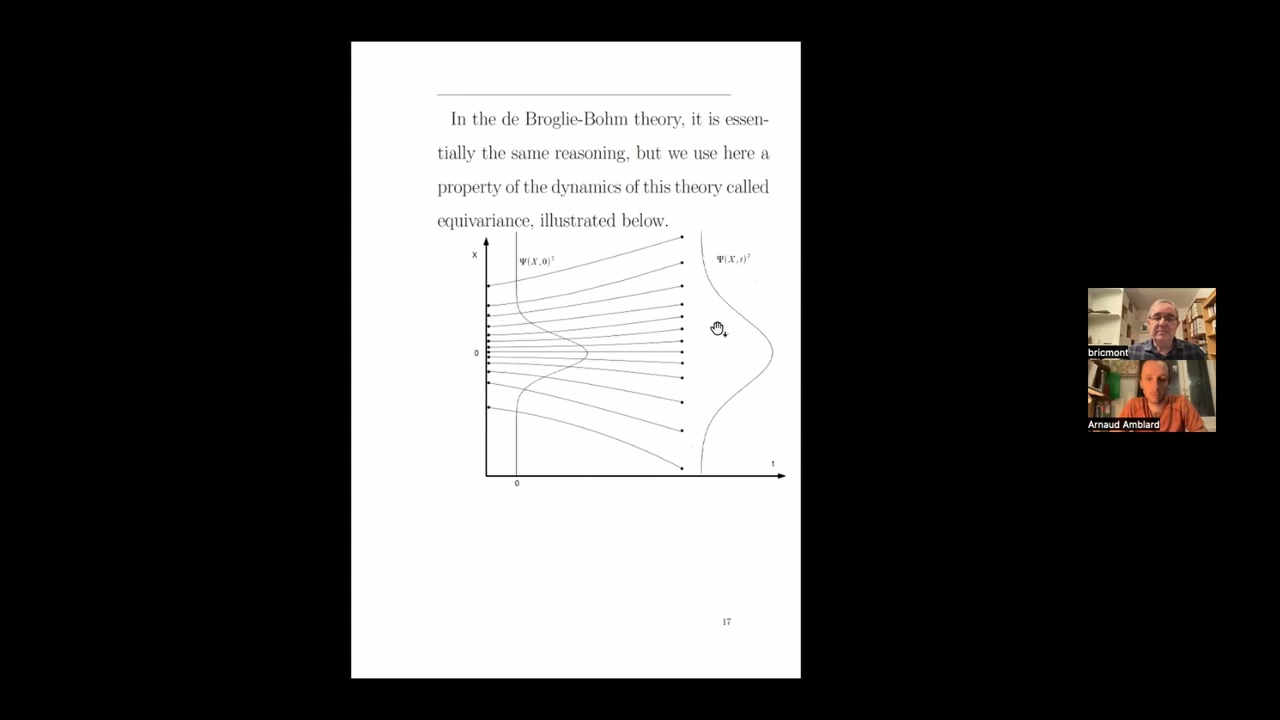 In the de Broglie-Bohm theory, it is essen-
tially the same reasoning, but we use here a
property of the dynamics of this theory called
equivariance, illustrated below.
x
Ψ(X,0)²
Ψ(X,t)²
0
t
0
17
bricmont
Arnaud Amblard